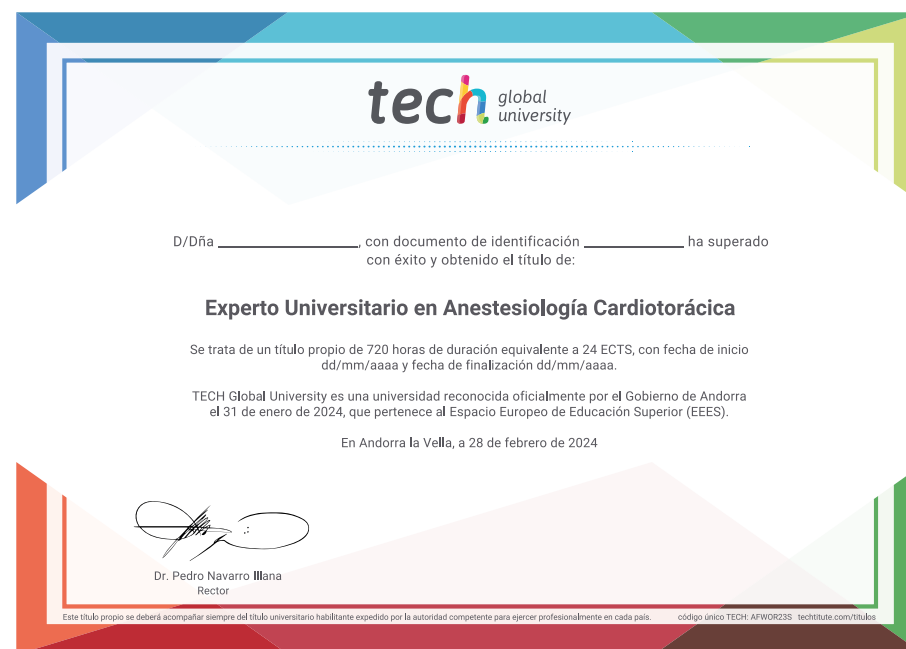 tech global university
D/Dña ____________________, con documento de identificación ______________ ha superado
con éxito y obtenido el título de:
Experto Universitario en Anestesiología Cardiotorácica
Se trata de un título propio de 720 horas de duración equivalente a 24 ECTS, con fecha de inicio
dd/mm/aaaa y fecha de finalización dd/mm/aaaa.
TECH Global University es una universidad reconocida oficialmente por el Gobierno de Andorra
el 31 de enero de 2024, que pertenece al Espacio Europeo de Educación Superior (EEES).
En Andorra la Vella, a 28 de febrero de 2024
Dr. Pedro Navarro Illana
Rector
Este título propio se deberá acompañar siempre del título universitario habilitante expedido por la autoridad competente para ejercer profesionalmente en cada país. código único TECH: AFWOR23S techtitute.com/titulos